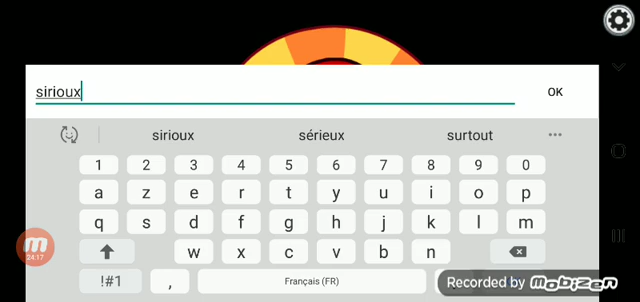 sirioux
OK
sirioux sérieux surtout
1 2 3 4 5 6 7 8 9 0
a z e r t y u i o p
q s d f g h j k l m
w x c v b n
24:17
!#1 , Français (FR)
Recorded by mobizen